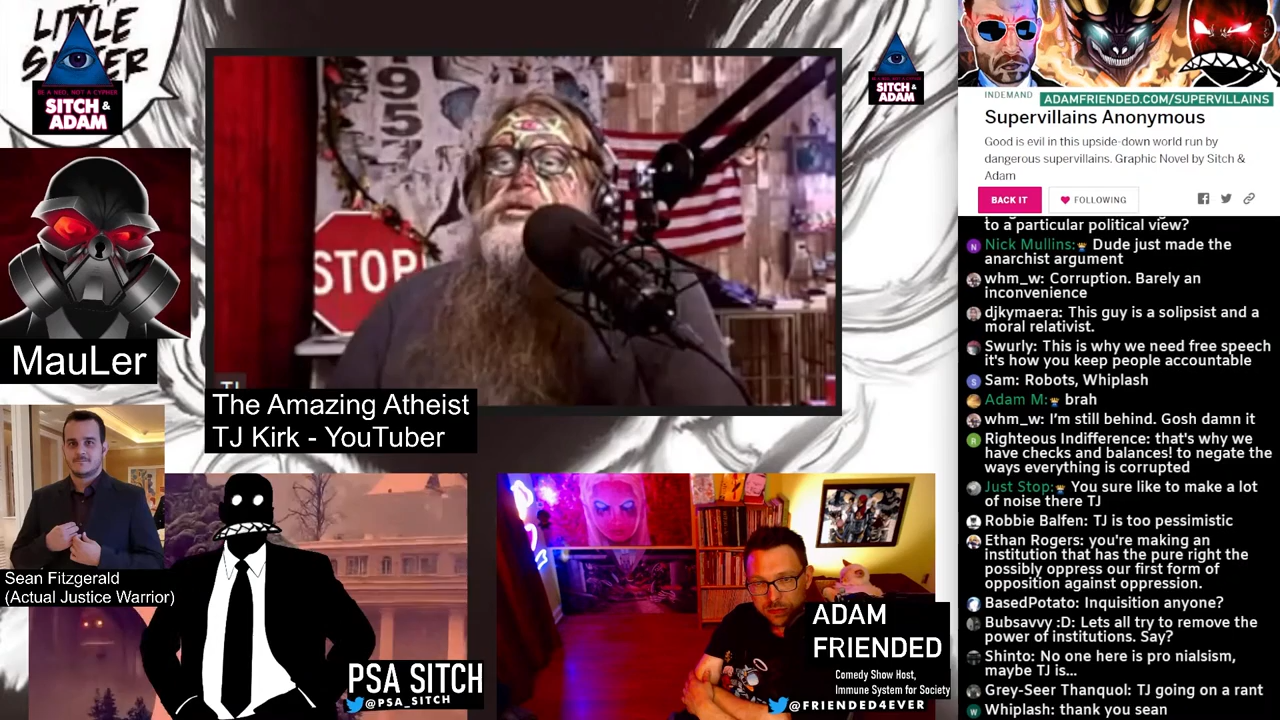 LITTLE
BE A NEO, NOT A CYPHER
SITCH &
ADAM
MauLer
Sean Fitzgerald
(Actual Justice Warrior)
1957
STOP
The Amazing Atheist
TJ Kirk - YouTuber
SITCH &
ADAM
PSA SITCH
@PSA_SITCH
ADAM
FRIENDED
Comedy Show Host,
Immune System for Society
@FRIENDED4EVER
INDEMAND
ADAMFRIENDED.COM/SUPERVILLAINS
Supervillains Anonymous
Good is evil in this upside-down world run by
dangerous supervillains. Graphic Novel by Sitch &
Adam
BACK IT
FOLLOWING
to a particular political view?
Nick Mullins: Dude just made the
anarchist argument
whm_w: Corruption. Barely an
inconvenience
djkymaera: This guy is a solipsist and a
moral relativist.
Swurly: This is why we need free speech
it's how you keep people accountable
Sam: Robots, Whiplash
Adam M: brah
whm_w: I'm still behind. Gosh damn it
Righteous Indifference: that's why we
have checks and balances! to negate the
ways everything is corrupted
Just Stop: You sure like to make a lot
of noise there TJ
Robbie Balfen: TJ is too pessimistic
Ethan Rogers: you're making an
institution that has the pure right the
possibly oppress our first form of
opposition against oppression.
BasedPotato: Inquisition anyone?
Bubsavvy :D: Lets all try to remove the
power of institutions. Say?
Shinto: No one here is pro nialsism,
maybe TJ is...
Grey-Seer Thanquol: TJ going on a rant
Whiplash: thank you sean